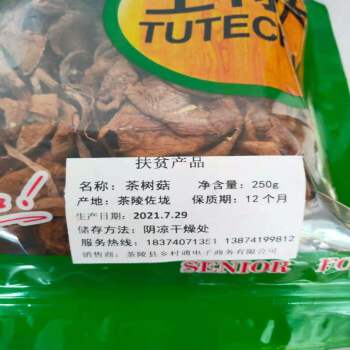 TUTEC
扶贫产品
名称：茶树菇 净含量：250g
产地：茶陵佐垅 保质期：12个月
生产日期：2021.7.29
储存方法：阴凉干燥处
服务热线：18374071351 13874199812
销售商：茶陵县乡村通电子商务有限公司
SENIOR FO